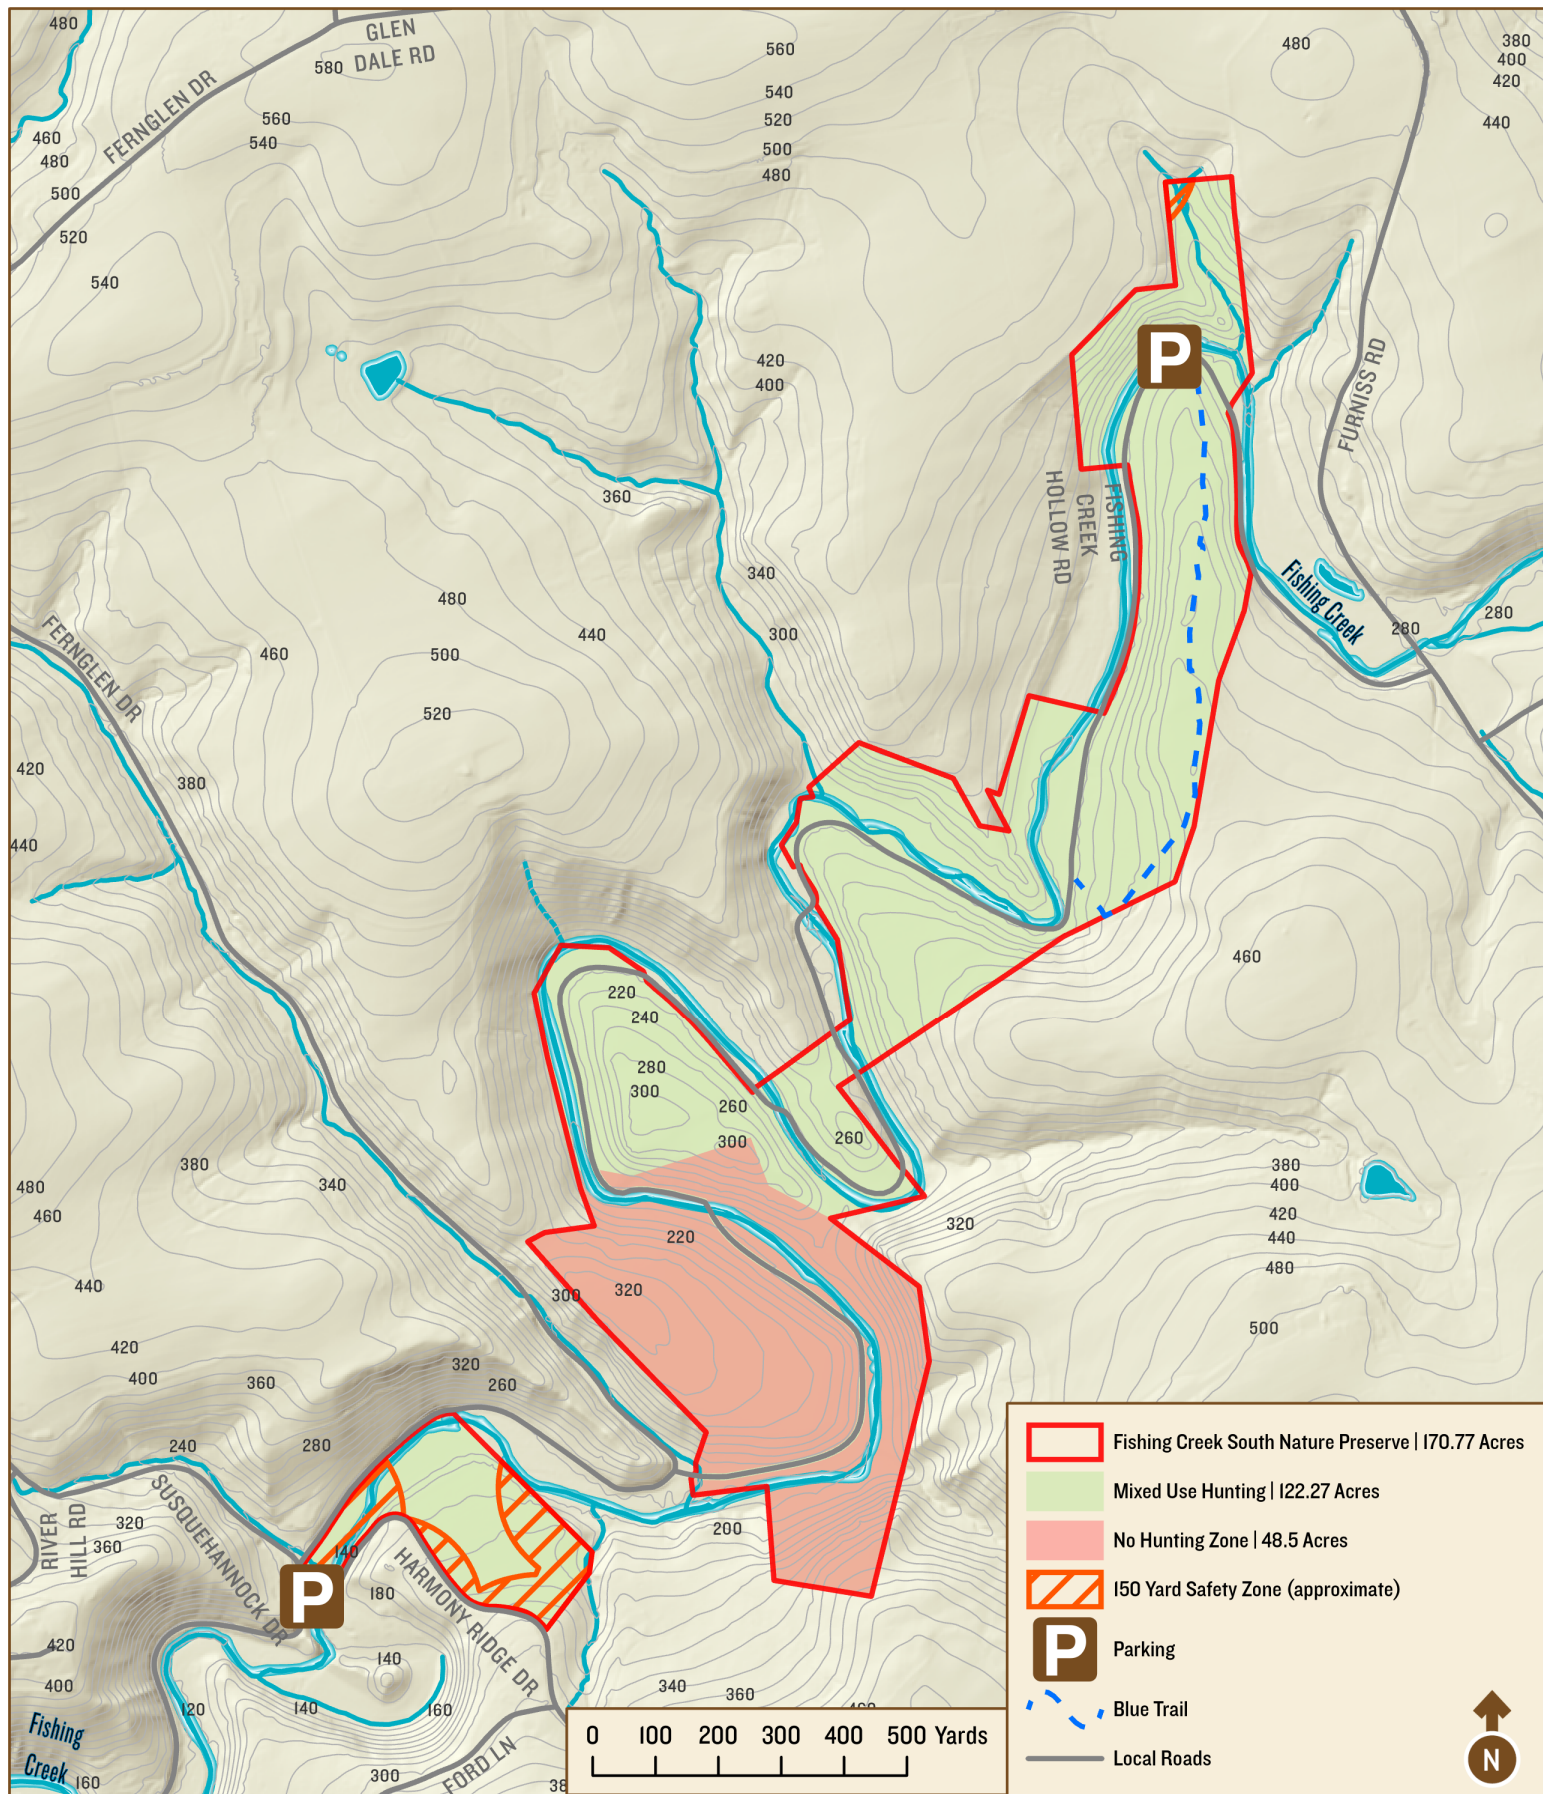 480
GLEN
DALE RD
580
560
480
380
400
420
FERNGLEN DR
540
560
520
440
460
540
500
480
480
500
520
540
420
400
FURNISS RD
360
FISHING
CREEK
HOLLOW RD
340
Fishing Creek
280
280
480
440
300
FERNGLEN DR
460
500
520
420
380
440
460
220
240
280
300
260
300
260
380
340
480
460
380
400
420
440
480
320
220
440
300
320
500
420
400
360
320
260
240
280
SUSQUEHANNOCK DR
RIVER
HILL RD
320
360
200
140
180
HARMONY RIDGE DR
420
400
140
340
360
120
140
160
Fishing
Creek
160
300
FORD LN
0 100 200 300 400 500 Yards
Fishing Creek South Nature Preserve | 170.77 Acres
Mixed Use Hunting | 122.27 Acres
No Hunting Zone | 48.5 Acres
150 Yard Safety Zone (approximate)
P
Parking
Blue Trail
Local Roads
N
P
P